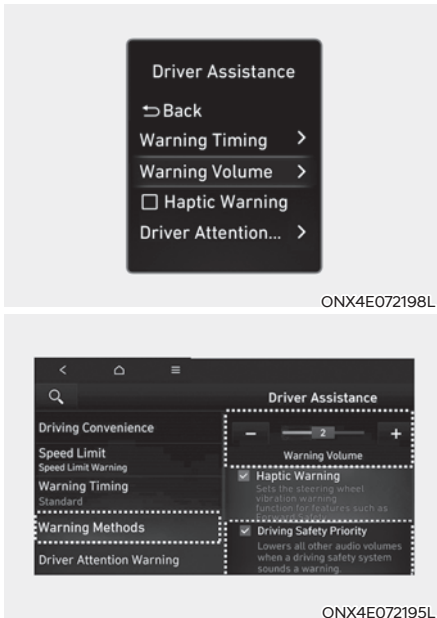 Driver Assistance
Back
Warning Timing >
Warning Volume >
Haptic Warning
Driver Attention... >
ONX4E072198L
Driver Assistance
Driving Convenience
Speed Limit
Speed Limit Warning
Warning Timing
Standard
Warning Methods
Driver Attention Warning
− 2 +
Warning Volume
Haptic Warning
Sets the steering wheel
vibration warning
function for features such as
Forward Safety
Driving Safety Priority
Lowers all other audio volumes
when a driving safety system
sounds a warning.
ONX4E072195L